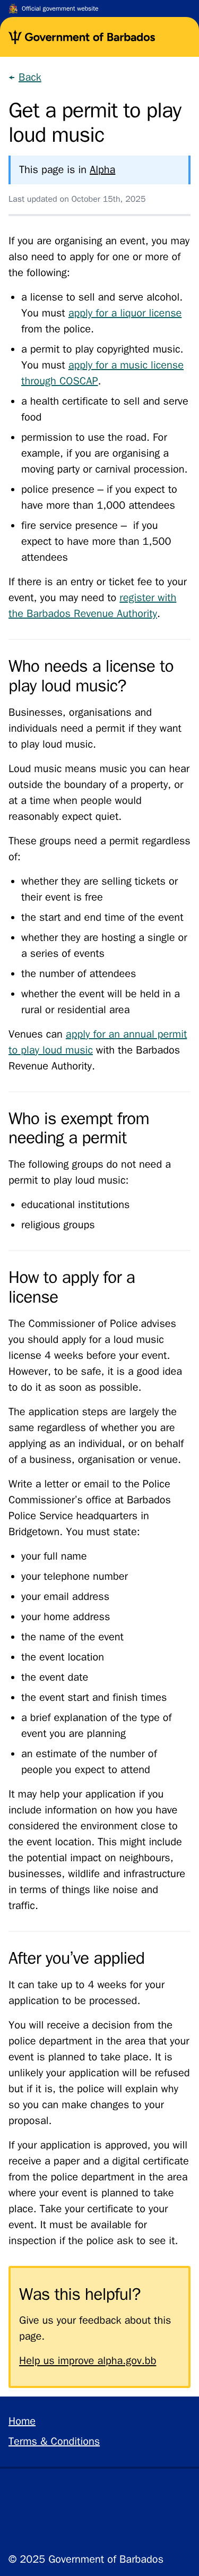 Official government website
Government of Barbados
← Back
Get a permit to play
loud music
This page is in Alpha
Last updated on October 15th, 2025
If you are organising an event, you may
also need to apply for one or more of
the following:
• a license to sell and serve alcohol.
You must apply for a liquor license
from the police.
• a permit to play copyrighted music.
You must apply for a music license
through COSCAP.
• a health certificate to sell and serve
food
• permission to use the road. For
example, if you are organising a
moving party or carnival procession.
• police presence – if you expect to
have more than 1,000 attendees
• fire service presence – if you
expect to have more than 1,500
attendees
If there is an entry or ticket fee to your
event, you may need to register with
the Barbados Revenue Authority.
Who needs a license to
play loud music?
Businesses, organisations and
individuals need a permit if they want
to play loud music.
Loud music means music you can hear
outside the boundary of a property, or
at a time when people would
reasonably expect quiet.
These groups need a permit regardless
of:
• whether they are selling tickets or
their event is free
• the start and end time of the event
• whether they are hosting a single or
a series of events
• the number of attendees
• whether the event will be held in a
rural or residential area
Venues can apply for an annual permit
to play loud music with the Barbados
Revenue Authority.
Who is exempt from
needing a permit
The following groups do not need a
permit to play loud music:
• educational institutions
• religious groups
How to apply for a
license
The Commissioner of Police advises
you should apply for a loud music
license 4 weeks before your event.
However, to be safe, it is a good idea
to do it as soon as possible.
The application steps are largely the
same regardless of whether you are
applying as an individual, or on behalf
of a business, organisation or venue.
Write a letter or email to the Police
Commissioner's office at Barbados
Police Service headquarters in
Bridgetown. You must state:
• your full name
• your telephone number
• your email address
• your home address
• the name of the event
• the event location
• the event date
• the event start and finish times
• a brief explanation of the type of
event you are planning
• an estimate of the number of
people you expect to attend
It may help your application if you
include information on how you have
considered the environment close to
the event location. This might include
the potential impact on neighbours,
businesses, wildlife and infrastructure
in terms of things like noise and
traffic.
After you've applied
It can take up to 4 weeks for your
application to be processed.
You will receive a decision from the
police department in the area that your
event is planned to take place. It is
unlikely your application will be refused
but if it is, the police will explain why
so you can make changes to your
proposal.
If your application is approved, you will
receive a paper and a digital certificate
from the police department in the area
where your event is planned to take
place. Take your certificate to your
event. It must be available for
inspection if the police ask to see it.
Was this helpful?
Give us your feedback about this
page.
Help us improve alpha.gov.bb
Home
Terms & Conditions
© 2025 Government of Barbados